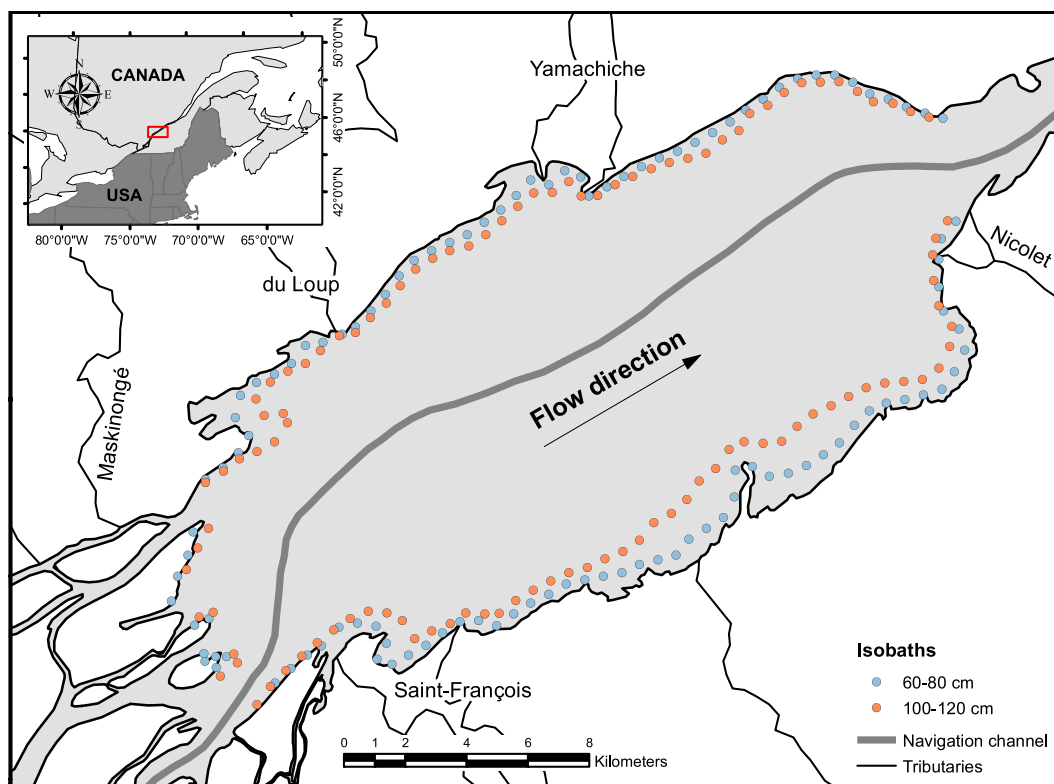 N
W
E
S
CANADA
USA
50°0'0"N
46°0'0"N
42°0'0"N
80°0'0"W
75°0'0"W
70°0'0"W
65°0'0"W
Yamachiche
du Loup
Maskinongé
Nicolet
Flow direction
Saint-François
Isobaths
60-80 cm
100-120 cm
Navigation channel
Tributaries
0 1 2 4 6 8
Kilometers